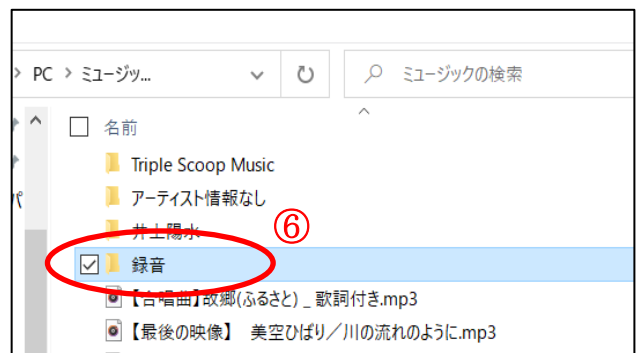 > PC > ミュージッ...
ミュージックの検索
名前
Triple Scoop Music
アーティスト情報なし
パ
井上陽水
⑥
録音
【合唱曲】故郷(ふるさと) _ 歌詞付き.mp3
【最後の映像】 美空ひばり／川の流れのように.mp3